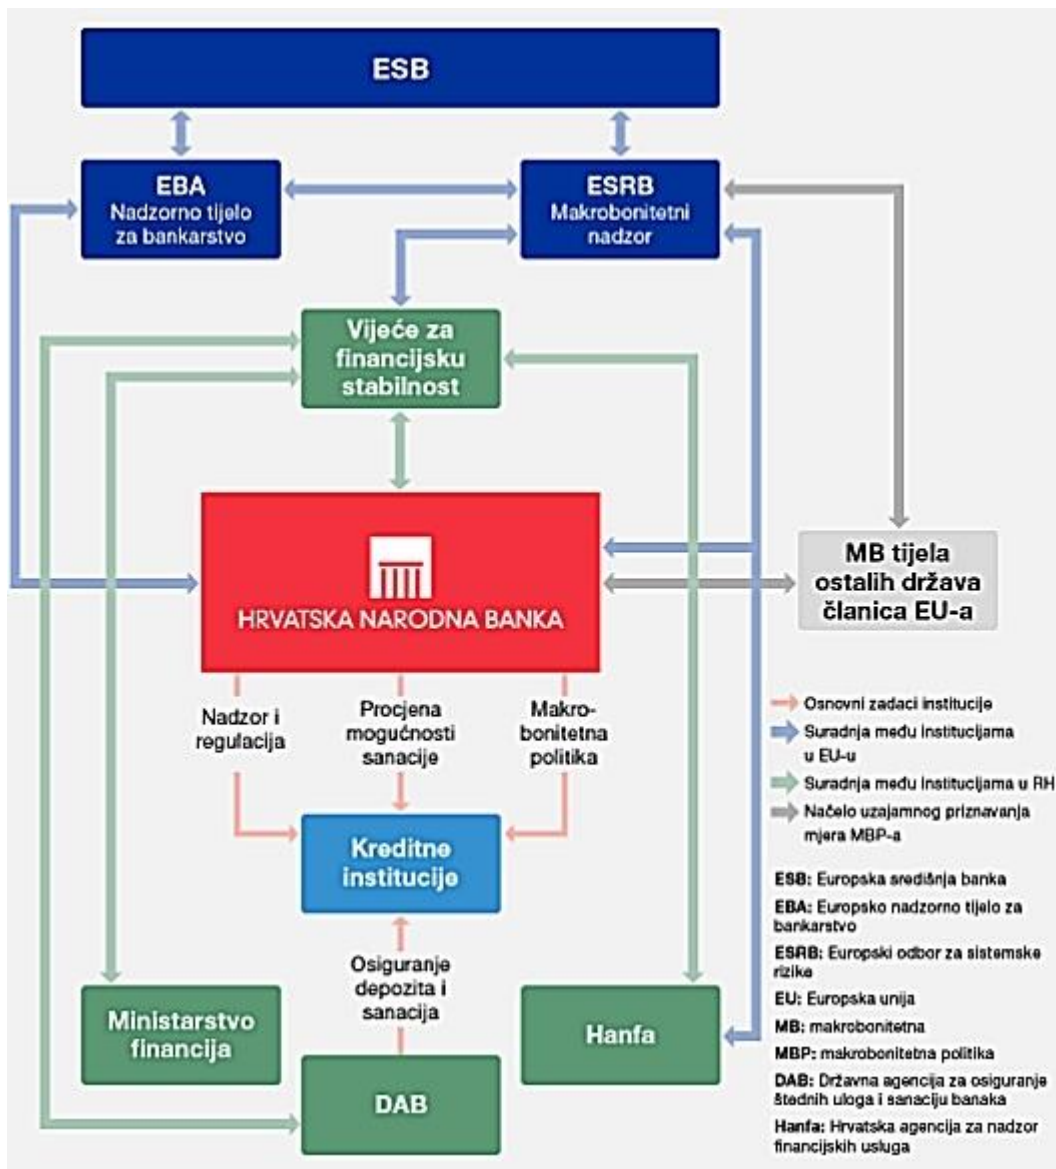 ESB
EBA
Nadzorno tijelo
za bankarstvo
ESRB
Makrobonitetni
nadzor
Vijeće za
financijsku
stabilnost
HRVATSKA NARODNA BANKA
MB tijela
ostalih država
članica EU-a
Nadzor i
regulacija
Procjena
mogućnosti
sanacije
Makro-
bonitetna
politika
Kreditne
institucije
Osiguranje
depozita i
sanacija
Ministarstvo
financija
DAB
Hanfa
Osnovni zadaci institucije
Suradnja među institucijama
u EU-u
Suradnja među institucijama u RH
Načelo uzajamnog priznavanja
mjera MBP-a
ESB: Europska središnja banka
EBA: Europsko nadzorno tijelo za
bankarstvo
ESRB: Europski odbor za sistemske
rizike
EU: Europska unija
MB: makrobonitetna
MBP: makrobonitetna politika
DAB: Državna agencija za osiguranje
štednih uloga i sanaciju banaka
Hanfa: Hrvatska agencija za nadzor
financijskih usluga